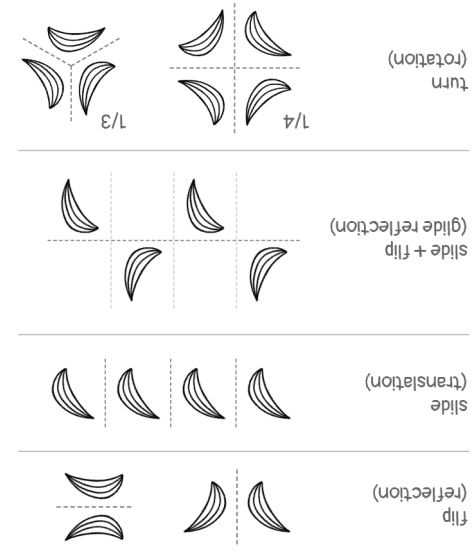 flip
(reflection)
slide
(translation)
slide + flip
(glide reflection)
turn
(rotation)
1/4
1/3